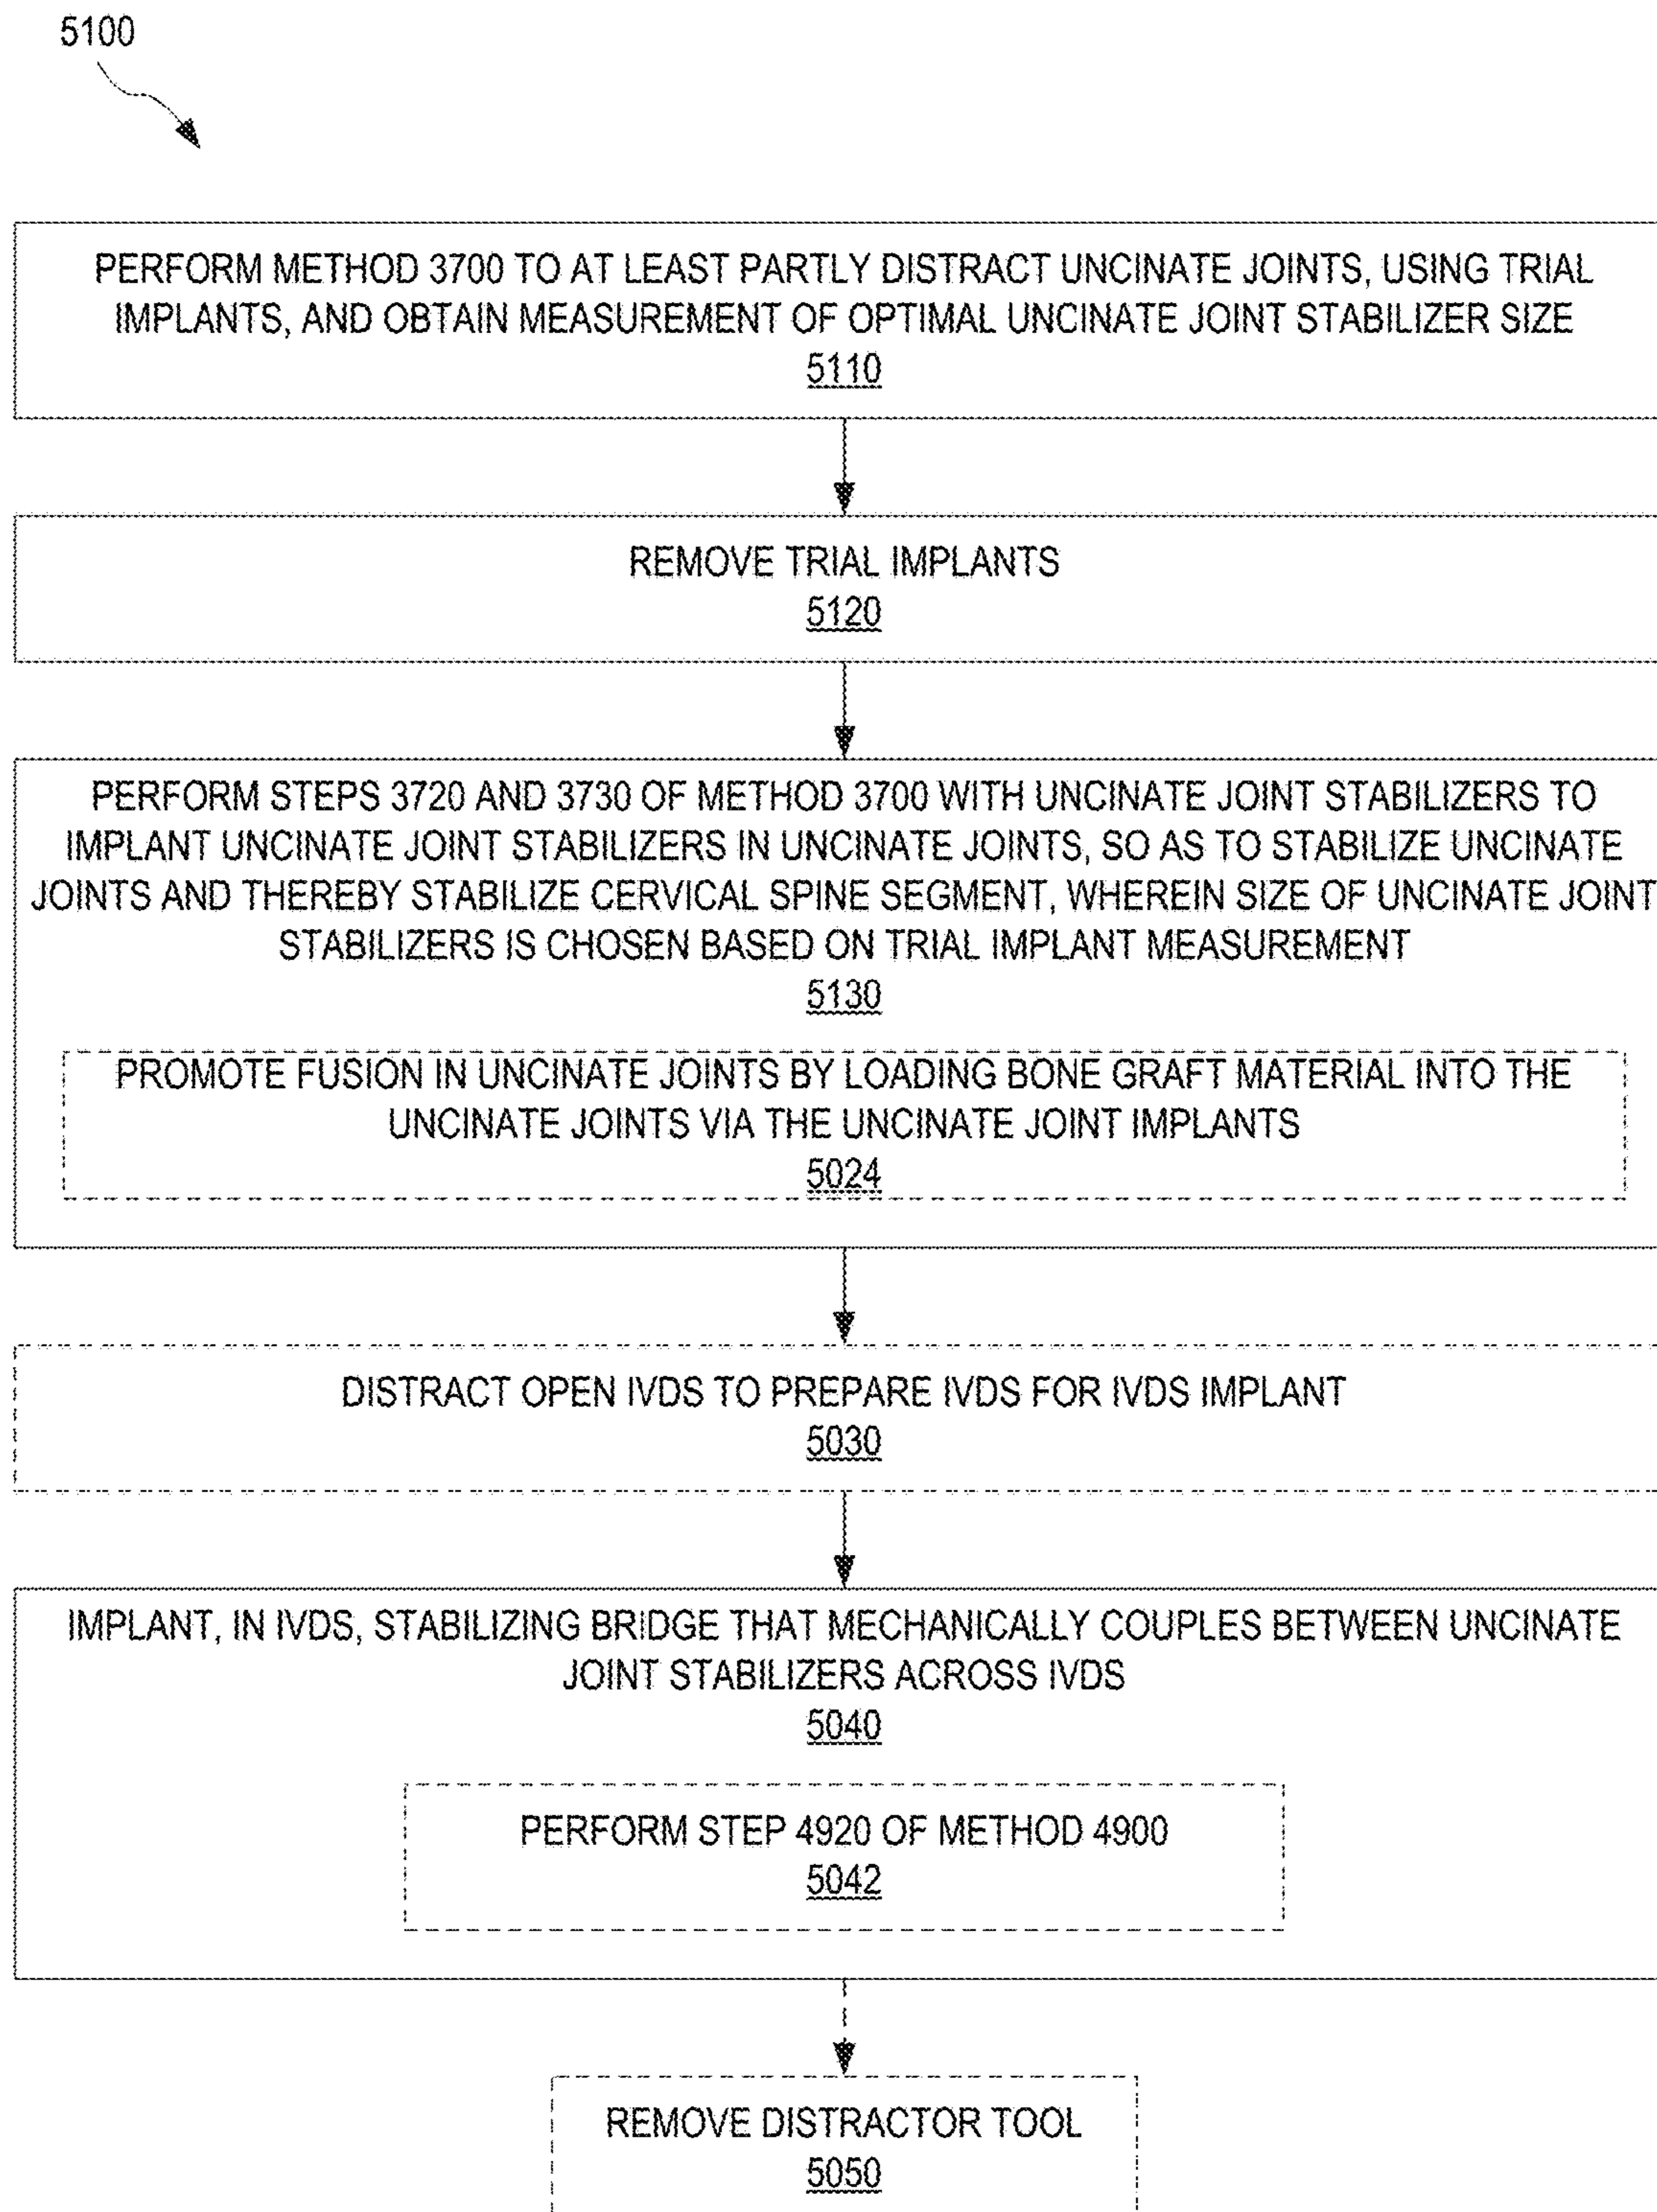 5100
PERFORM METHOD 3700 TO AT LEAST PARTLY DISTRACT UNCINATE JOINTS, USING TRIAL
IMPLANTS, AND OBTAIN MEASUREMENT OF OPTIMAL UNCINATE JOINT STABILIZER SIZE
5110
REMOVE TRIAL IMPLANTS
5120
PERFORM STEPS 3720 AND 3730 OF METHOD 3700 WITH UNCINATE JOINT STABILIZERS TO
IMPLANT UNCINATE JOINT STABILIZERS IN UNCINATE JOINTS, SO AS TO STABILIZE UNCINATE
JOINTS AND THEREBY STABILIZE CERVICAL SPINE SEGMENT, WHEREIN SIZE OF UNCINATE JOINT
STABILIZERS IS CHOSEN BASED ON TRIAL IMPLANT MEASUREMENT
5130
PROMOTE FUSION IN UNCINATE JOINTS BY LOADING BONE GRAFT MATERIAL INTO THE
UNCINATE JOINTS VIA THE UNCINATE JOINT IMPLANTS
5024
DISTRACT OPEN IVDS TO PREPARE IVDS FOR IVDS IMPLANT
5030
IMPLANT, IN IVDS, STABILIZING BRIDGE THAT MECHANICALLY COUPLES BETWEEN UNCINATE
JOINT STABILIZERS ACROSS IVDS
5040
PERFORM STEP 4920 OF METHOD 4900
5042
REMOVE DISTRACTOR TOOL
5050